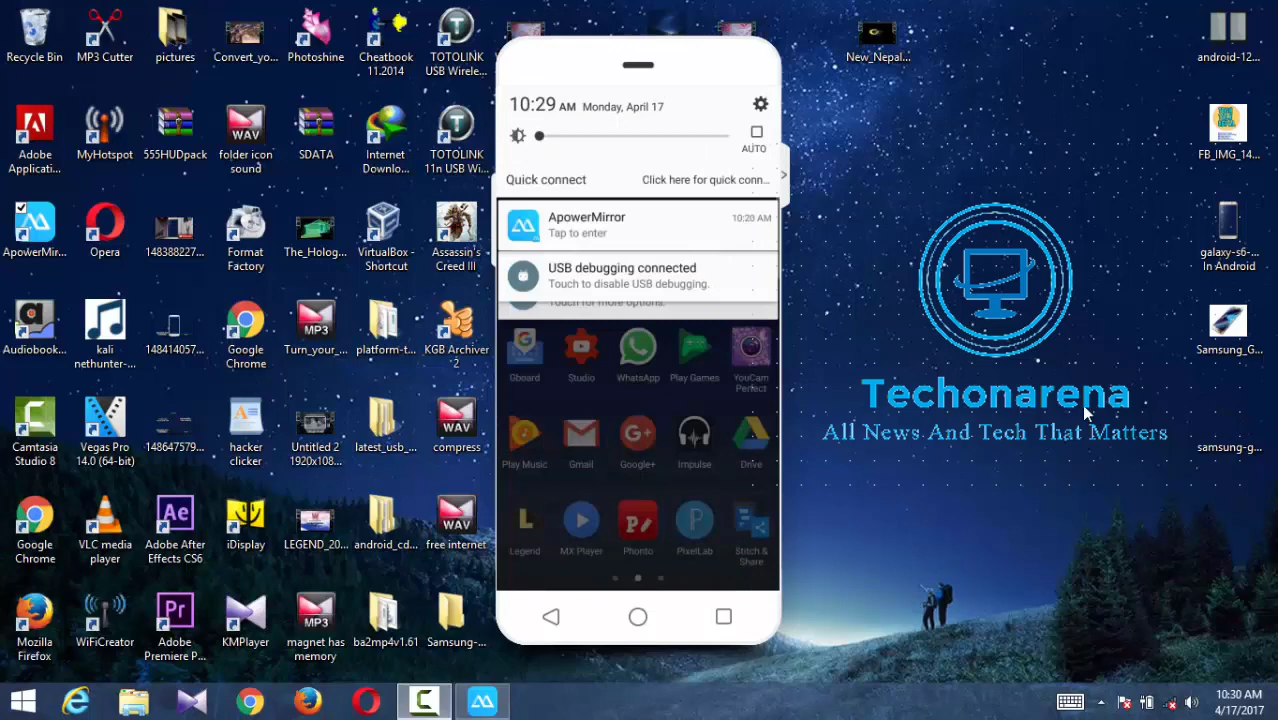 Recycle Bin
MP3 Cutter
pictures
Convert_yo...
Photoshine
Cheatbook
11.2014
TOTOLINK
USB Wirele...
New_Nepal...
android-12...
Adobe
Applicati...
MyHotspot
555HUDpack
folder icon
sound
SDATA
Internet
Downlo...
TOTOLINK
11n USB Wi...
FB_IMG_14...
ApowerMir...
Opera
148388227...
Format
Factory
The_Holog...
VirtualBox -
Shortcut
Assassin's
Creed III
galaxy-s6-...
In Android
Audiobook...
kali
nethunter-...
148414057...
Google
Chrome
Turn_your_...
platform-t...
KGB Archiver
2
Samsung_G...
Camtasia
Studio 8
Vegas Pro
14.0 (64-bit)
148647579...
hacker
clicker
Untitled 2
1920x108...
latest_usb_...
compress
samsung-g...
Google
Chrome
VLC media
player
Adobe After
Effects CS6
iDisplay
LEGEND_20...
android_cd...
free internet
Mozilla
Firefox
WiFiCreator
Adobe
Premiere P...
KMPlayer
magnet has
memory
ba2mp4v1.61
Samsung-...
10:29 AM Monday, April 17
AUTO
Quick connect Click here for quick conn...
ApowerMirror 10:20 AM
Tap to enter
USB debugging connected
Touch to disable USB debugging.
Touch for more options.
Gboard
Studio
WhatsApp
Play Games
YouCam
Perfect
Play Music
Gmail
Google+
Impulse
Drive
Legend
MX Player
Phonto
PixelLab
Stitch &
Share
Techonarena
All News And Tech That Matters
10:30 AM
4/17/2017